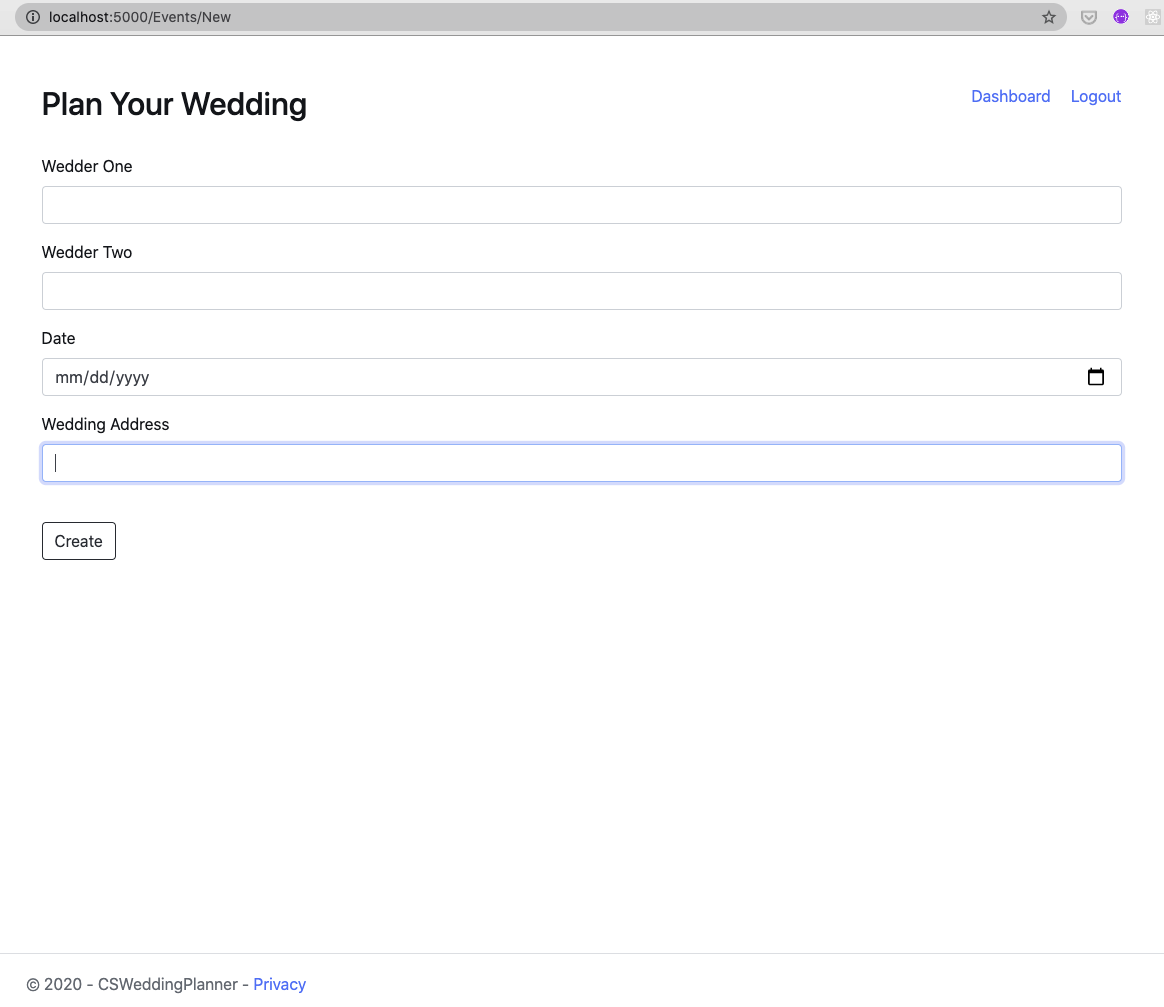 localhost:5000/Events/New
Plan Your Wedding
Dashboard Logout
Wedder One
Wedder Two
Date
mm/dd/yyyy
Wedding Address
Create
© 2020 - CSWeddingPlanner - Privacy